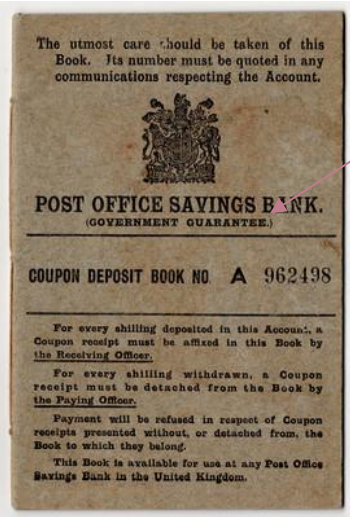 The utmost care should be taken of this
Book. Its number must be quoted in any
communications respecting the Account.
POST OFFICE SAVINGS BANK.
(GOVERNMENT GUARANTEE.)
COUPON DEPOSIT BOOK NO. A 962498
For every shilling deposited in this Account, a
Coupon receipt must be affixed in this Book by
the Receiving Officer.
For every shilling withdrawn, a Coupon
receipt must be detached from the Book by
the Paying Officer.
Payment will be refused in respect of Coupon
receipts presented without, or detached from, the
Book to which they belong.
This Book is available for use at any Post Office
Savings Bank in the United Kingdom.